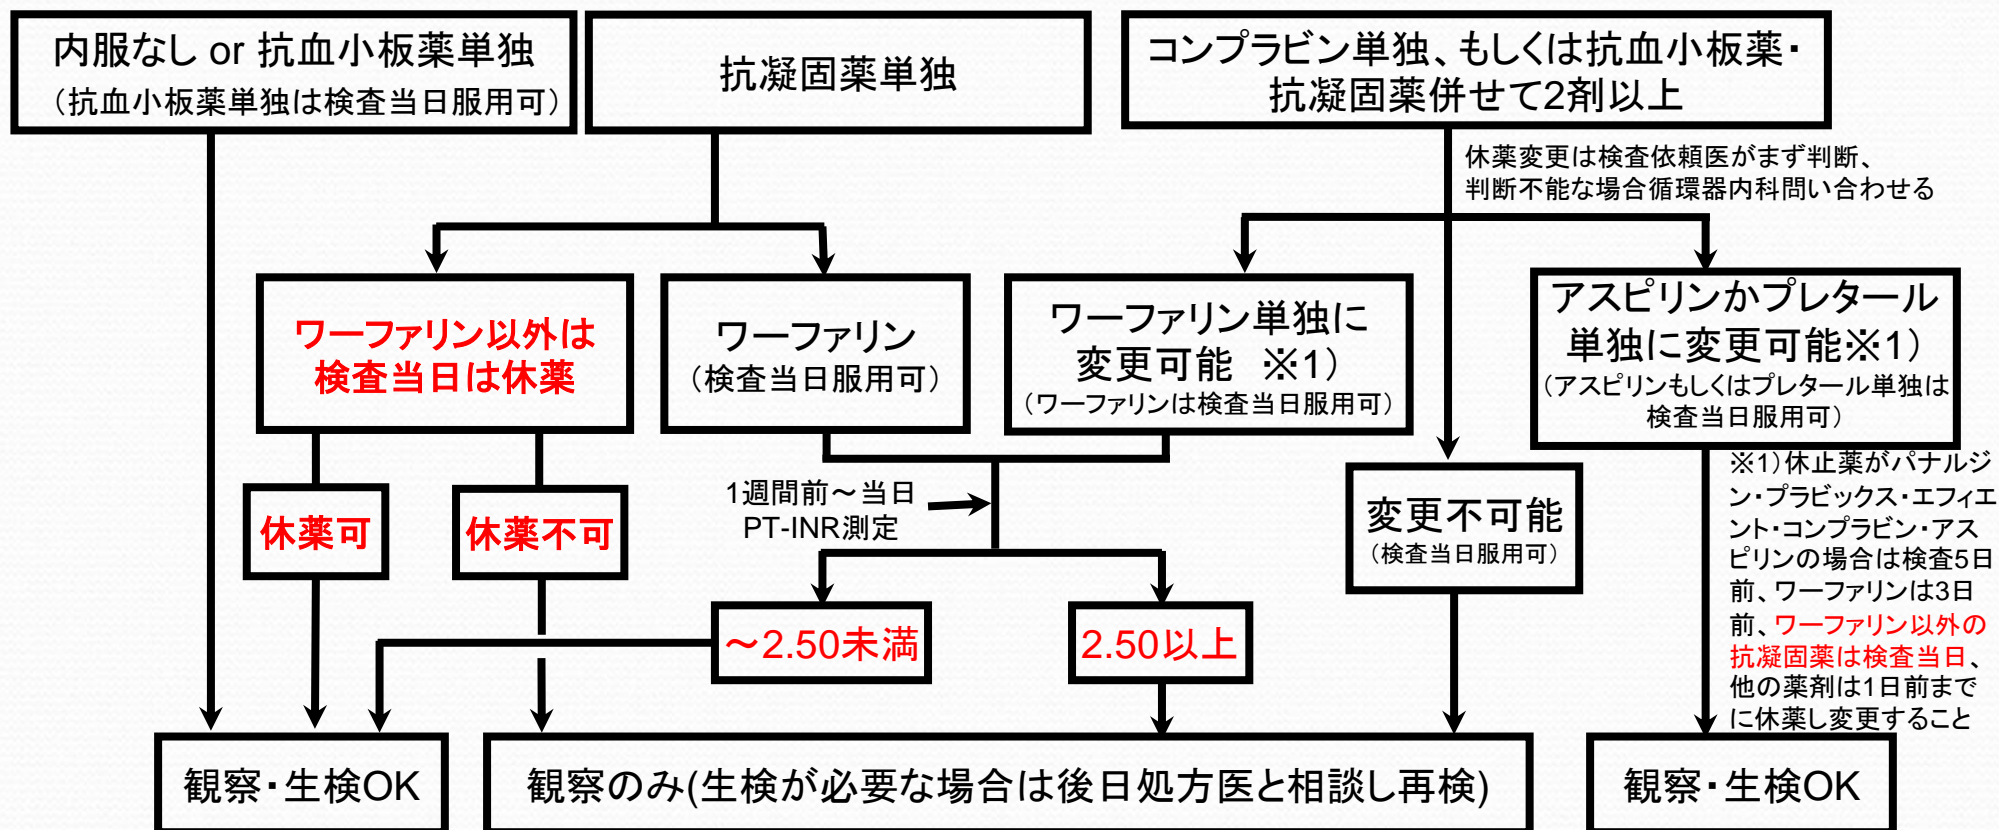 内服なし or 抗血小板薬単独
（抗血小板薬単独は検査当日服用可）
抗凝固薬単独
コンプラビン単独、もしくは抗血小板薬・
抗凝固薬併せて2剤以上
休薬変更は検査依頼医がまず判断、
判断不能な場合循環器内科問い合わせる
ワーファリン以外は
検査当日は休薬
ワーファリン
（検査当日服用可）
ワーファリン単独に
変更可能　※1）
（ワーファリンは検査当日服用可）
アスピリンかプレタール
単独に変更可能※1）
（アスピリンもしくはプレタール単独は
検査当日服用可）
休薬可
休薬不可
1週間前～当日
PT-INR測定
変更不可能
（検査当日服用可）
※1）休止薬がパナルジ
ン・プラビックス・エフィエ
ント・コンプラビン・アス
ピリンの場合は検査5日
前、ワーファリンは3日
前、ワーファリン以外の
抗凝固薬は検査当日、
他の薬剤は1日前まで
に休薬し変更すること
～2.50未満
2.50以上
観察・生検OK
観察のみ(生検が必要な場合は後日処方医と相談し再検)
観察・生検OK